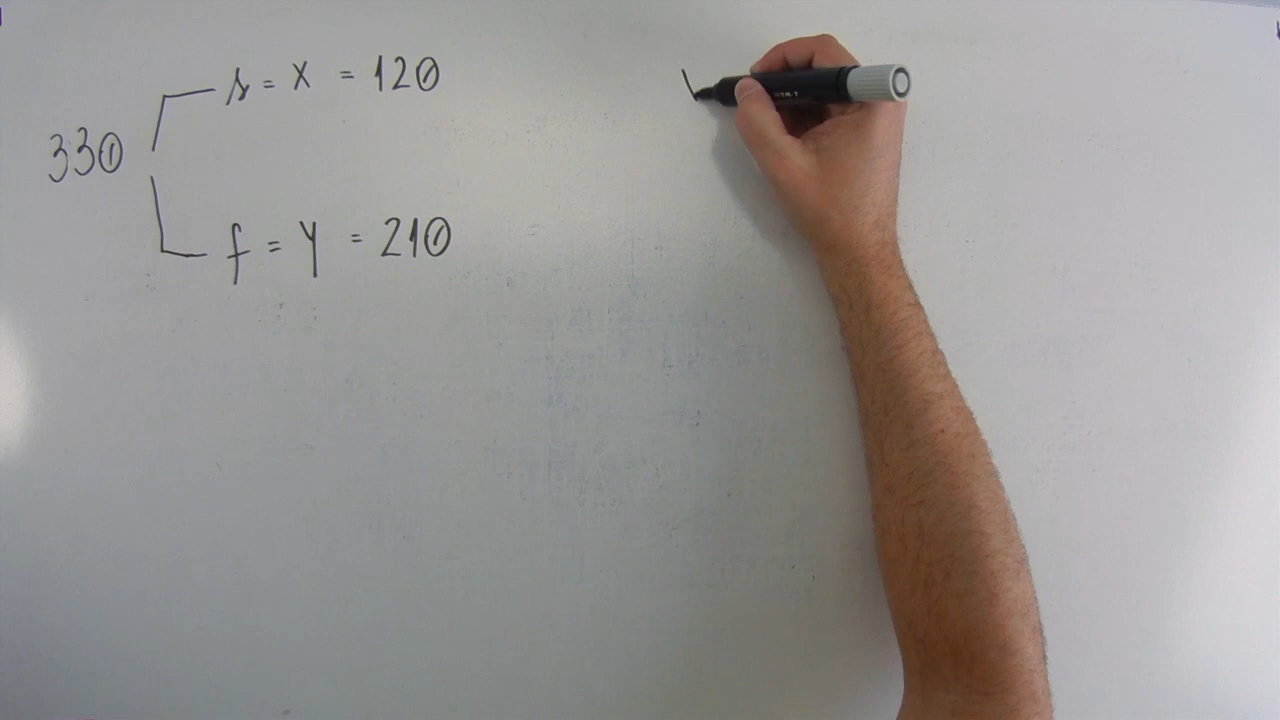 s = x = 120
330
f = y = 210